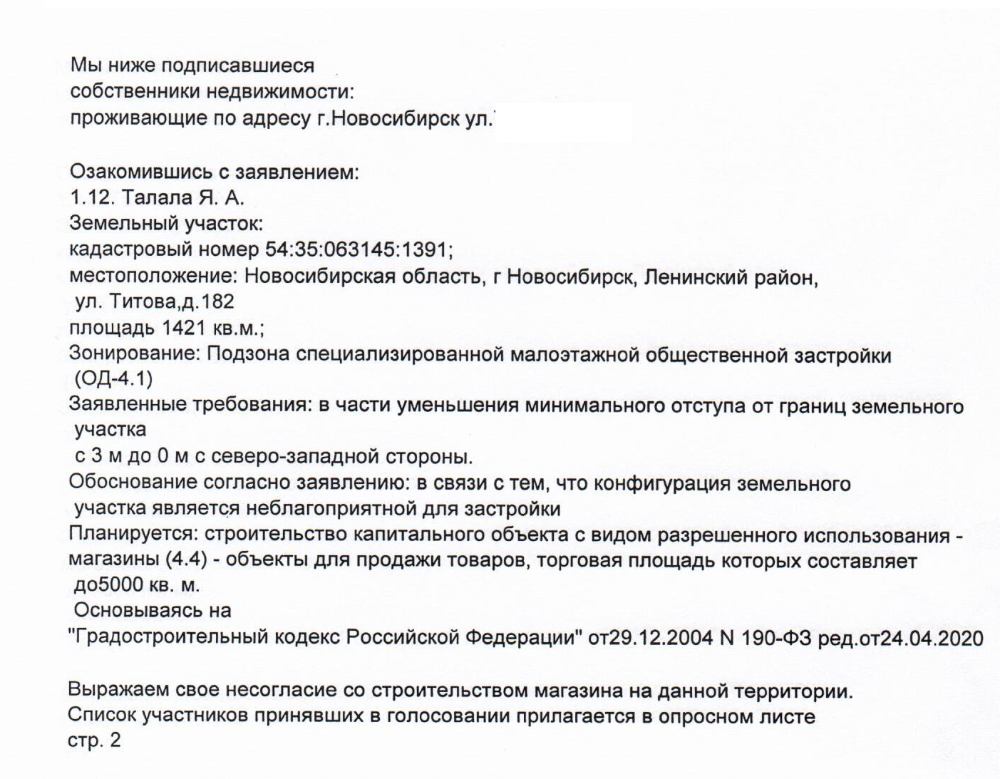 Мы ниже подписавшиеся
собственники недвижимости:
проживающие по адресу г.Новосибирск ул.
Озакомившись с заявлением:
1.12. Талала Я. А.
Земельный участок:
кадастровый номер 54:35:063145:1391;
местоположение: Новосибирская область, г Новосибирск, Ленинский район,
ул. Титова,д.182
площадь 1421 кв.м.;
Зонирование: Подзона специализированной малоэтажной общественной застройки
(ОД-4.1)
Заявленные требования: в части уменьшения минимального отступа от границ земельного
участка
с 3 м до 0 м с северо-западной стороны.
Обоснование согласно заявлению: в связи с тем, что конфигурация земельного
участка является неблагоприятной для застройки
Планируется: строительство капитального объекта с видом разрешенного использования -
магазины (4.4) - объекты для продажи товаров, торговая площадь которых составляет
до5000 кв. м.
Основываясь на
"Градостроительный кодекс Российской Федерации" от29.12.2004 N 190-ФЗ ред.от24.04.2020
Выражаем свое несогласие со строительством магазина на данной территории.
Список участников принявших в голосовании прилагается в опросном листе
стр. 2